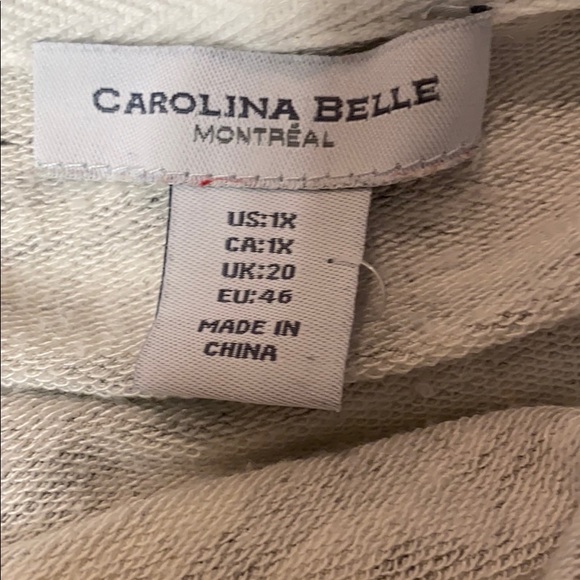 CAROLINA BELLE
MONTRÉAL
US:1X
CA:1X
UK:20
EU:46
MADE IN
CHINA